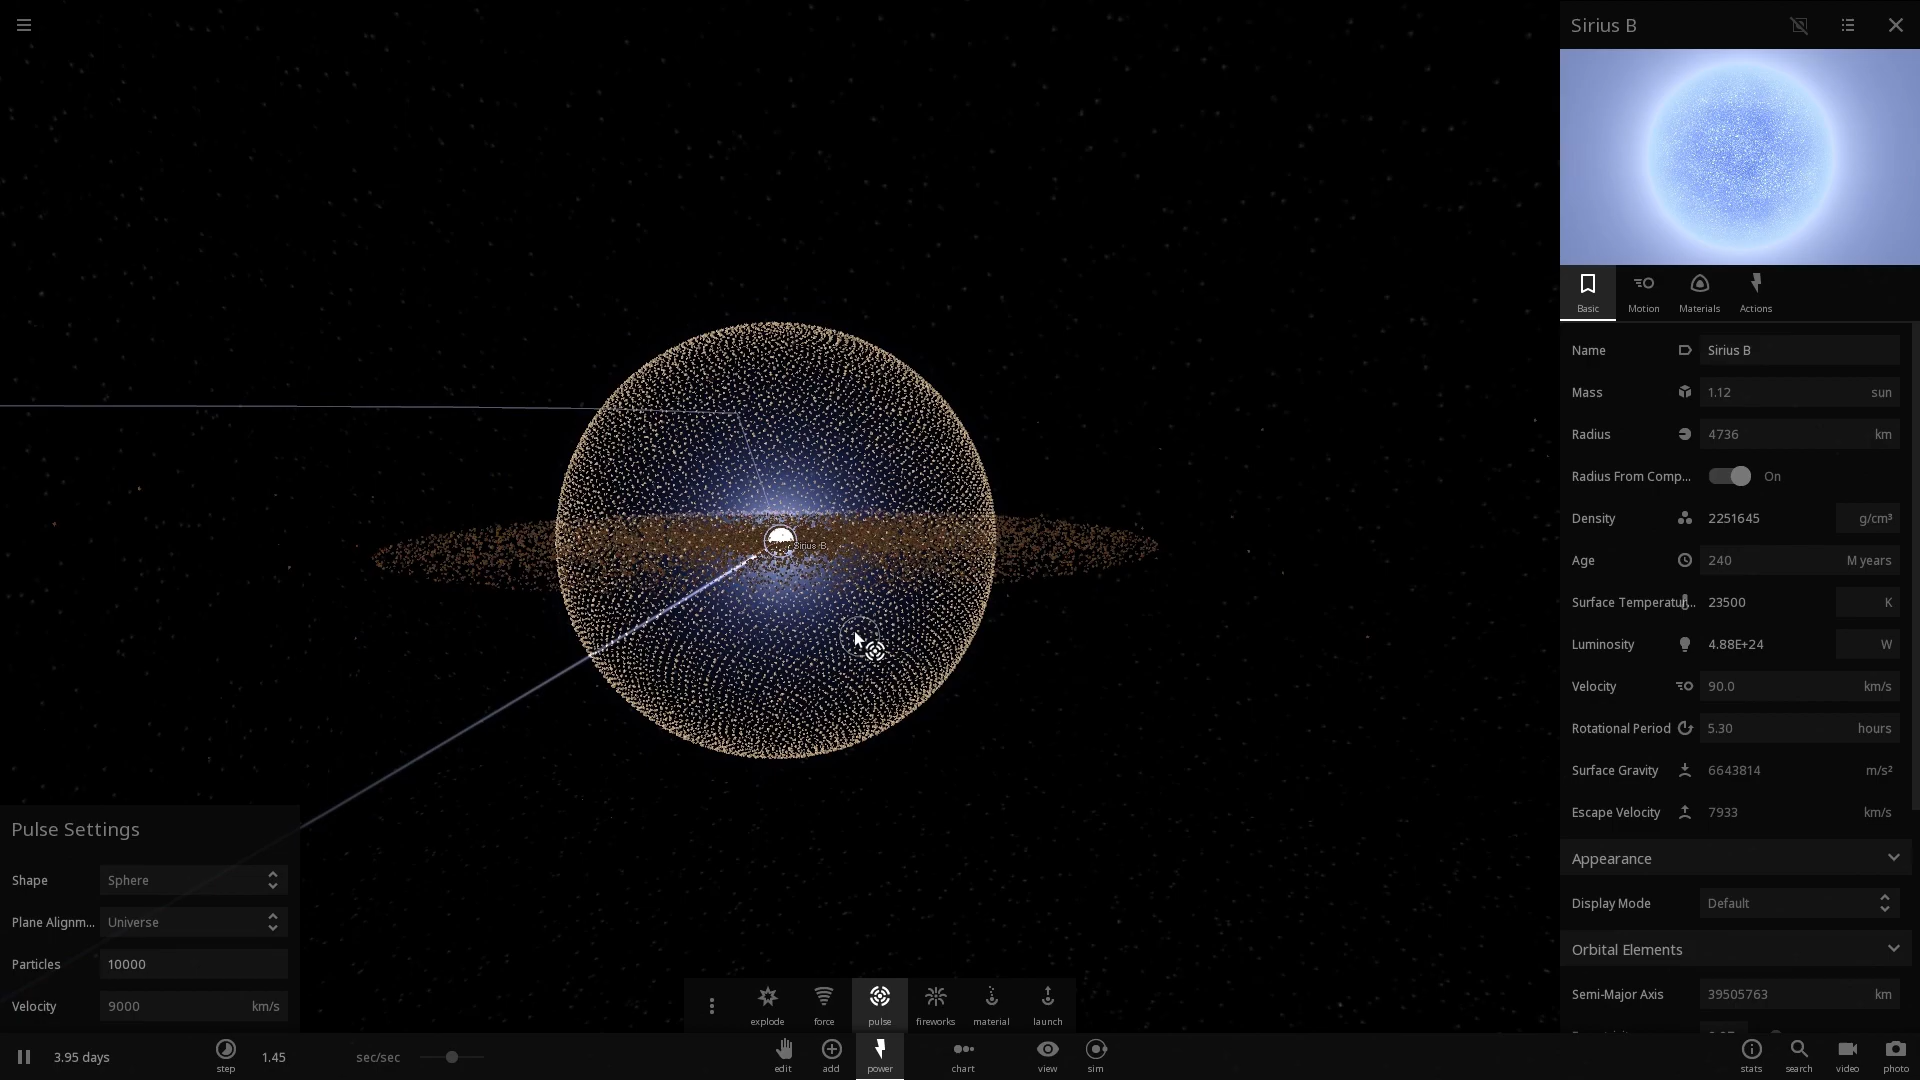 Sirius B
Basic
Motion
Materials
Actions
Name
Sirius B
Mass
1.12
sun
Radius
4736
km
Radius From Comp...
On
Density
2251645
g/cm³
Age
240
M years
Surface Temperatur...
23500
K
Luminosity
4.88E+24
W
Velocity
90.0
km/s
Rotational Period
5.30
hours
Surface Gravity
6643814
m/s²
Escape Velocity
7933
km/s
Appearance
Display Mode
Default
Orbital Elements
Semi-Major Axis
39505763
km
Sirius B
Pulse Settings
Shape
Sphere
Plane Alignm...
Universe
Particles
10000
Velocity
9000
km/s
explode
force
pulse
fireworks
material
launch
3.95 days
step
1.45
sec/sec
edit
add
power
chart
view
sim
stats
search
video
photo